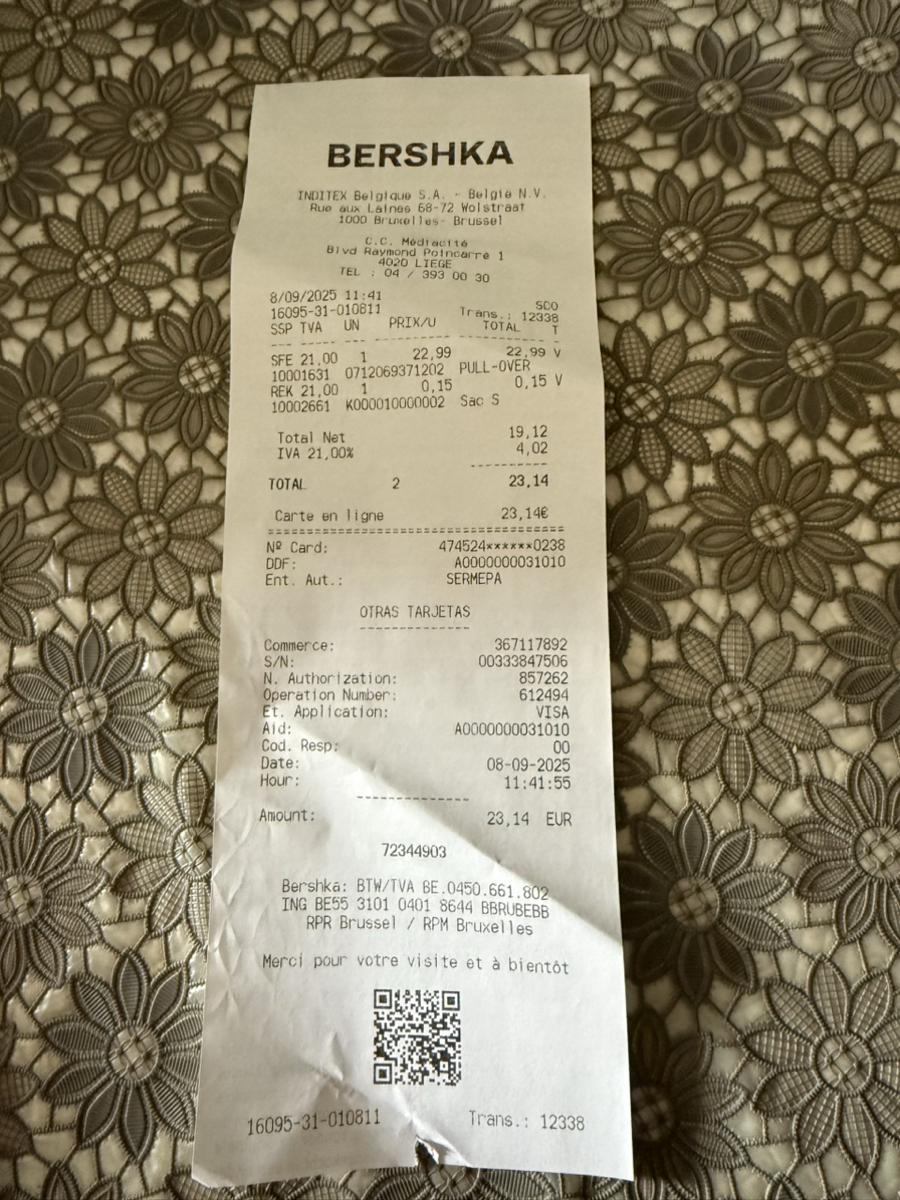 BERSHKA
INDITEX Belgique S.A. - België N.V.
Rue aux Laines 68-72 Wolstraat
1000 Bruxelles- Brussel
C.C. Médiacité
Blvd Raymond Poincarré 1
4020 LIEGE
TEL : 04 / 393 00 30
8/09/2025 11:41 SCO
16095-31-010811 Trans.: 12338
SSP TVA UN PRIX/U TOTAL T
SFE 21,00 1 22,99 22,99 V
10001631 0712069371202 PULL-OVER
REK 21,00 1 0,15 0,15 V
10002661 K000010000002 Sac S
Total Net 19,12
IVA 21,00% 4,02
TOTAL 2 23,14
Carte en ligne 23,14€
Nº Card: 474524******0238
DDF: A0000000031010
Ent. Aut.: SERMEPA
OTRAS TARJETAS
Commerce: 367117892
S/N: 00333847506
N. Authorization: 857262
Operation Number: 612494
Et. Application: VISA
Aid: A0000000031010
Cod. Resp: 00
Date: 08-09-2025
Hour: 11:41:55
Amount: 23,14 EUR
72344903
Bershka: BTW/TVA BE.0450.661.802
ING BE55 3101 0401 8644 BBRUBEBB
RPR Brussel / RPM Bruxelles
Merci pour votre visite et à bientôt
16095-31-010811 Trans.: 12338